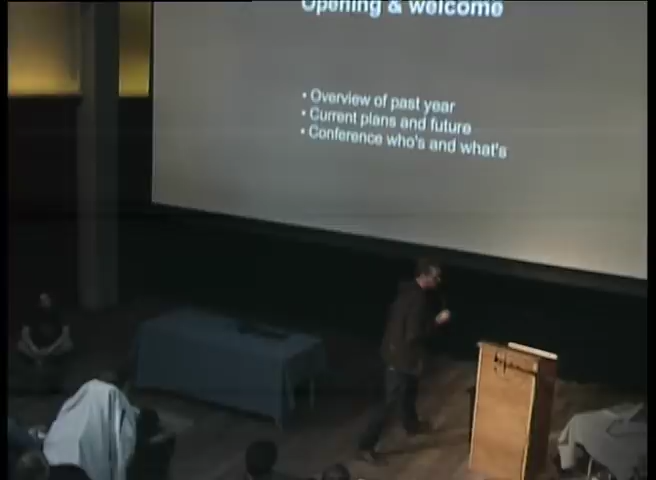 Opening & welcome
• Overview of past year
• Current plans and future
• Conference who's and what's